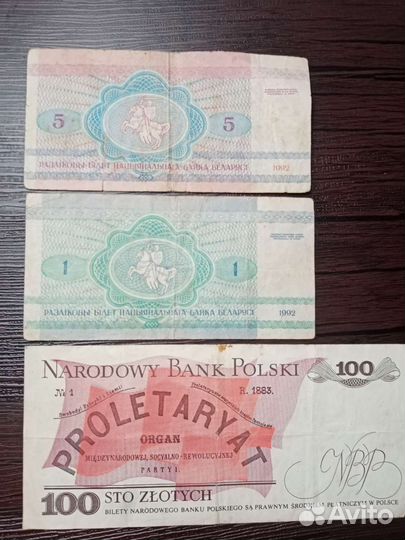 5 5
РАЗЛІКОВЫ БІЛЕТ НАЦЫЯНАЛЬНАГА БАНКА БЕЛАРУСІ 1992
1 1
РАЗЛІКОВЫ БІЛЕТ НАЦЫЯНАЛЬНАГА БАНКА БЕЛАРУСІ 1992
NARODOWY BANK POLSKI 100
№ 1 R. 1883.
PROLETARYAT
ORGAN
MIĘDZYNARODOWEJ, SOCYALNO-REWOLUCYJNEJ
PARTYI.
NBP
100 STO ZŁOTYCH
BILETY NARODOWEGO BANKU POLSKIEGO SĄ PRAWNYM ŚRODKIEM PŁATNICZYM W POLSCE
Avito